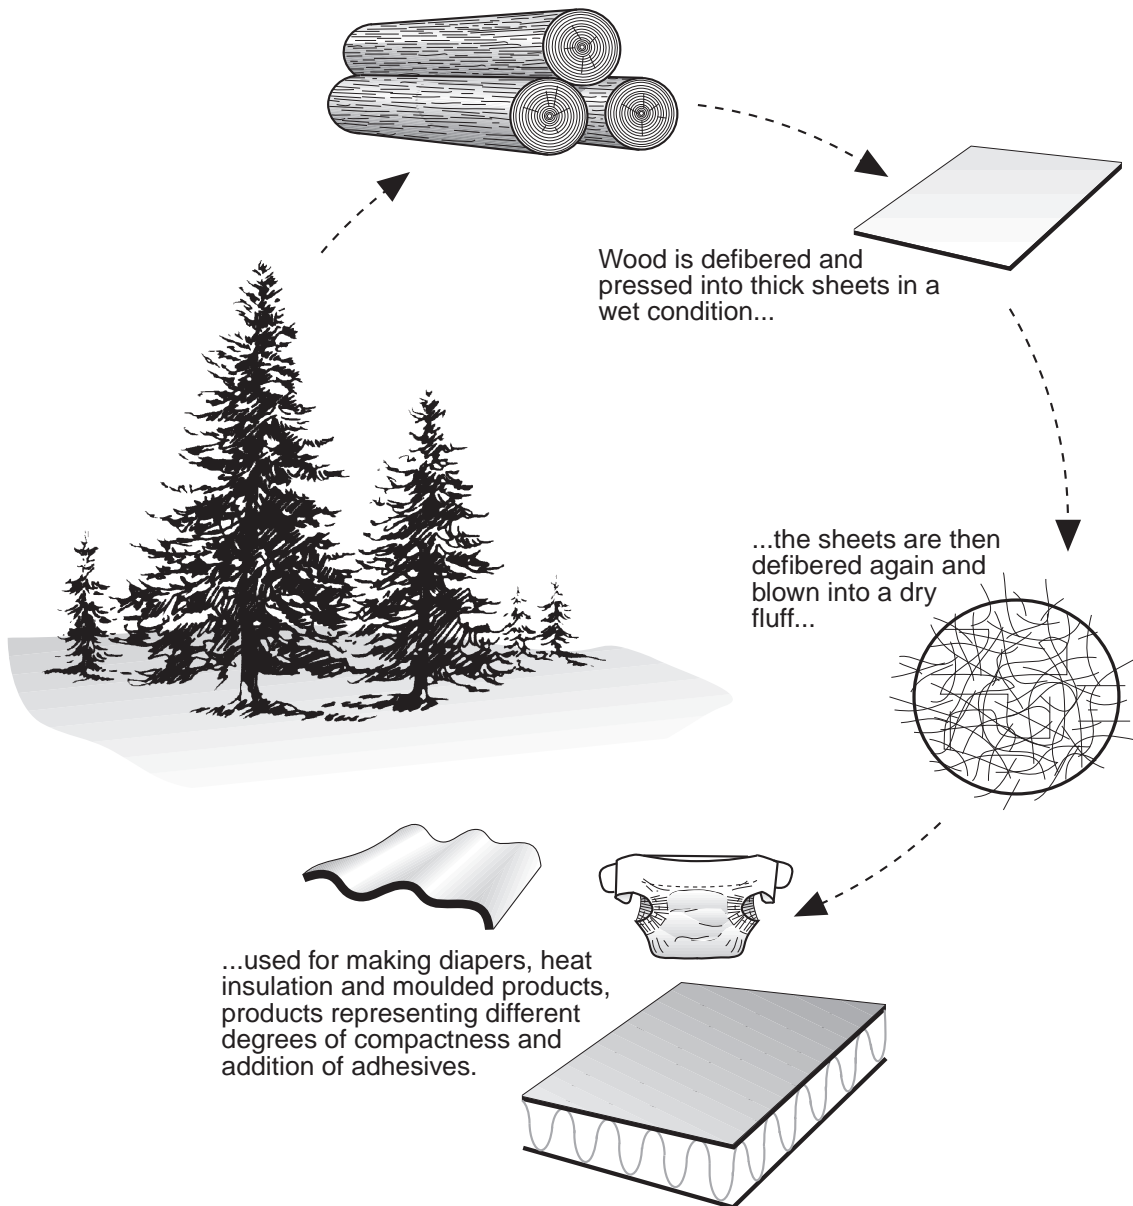 Wood is defibered and
pressed into thick sheets in a
wet condition...
...the sheets are then
defibered again and
blown into a dry
fluff...
...used for making diapers, heat
insulation and moulded products,
products representing different
degrees of compactness and
addition of adhesives.